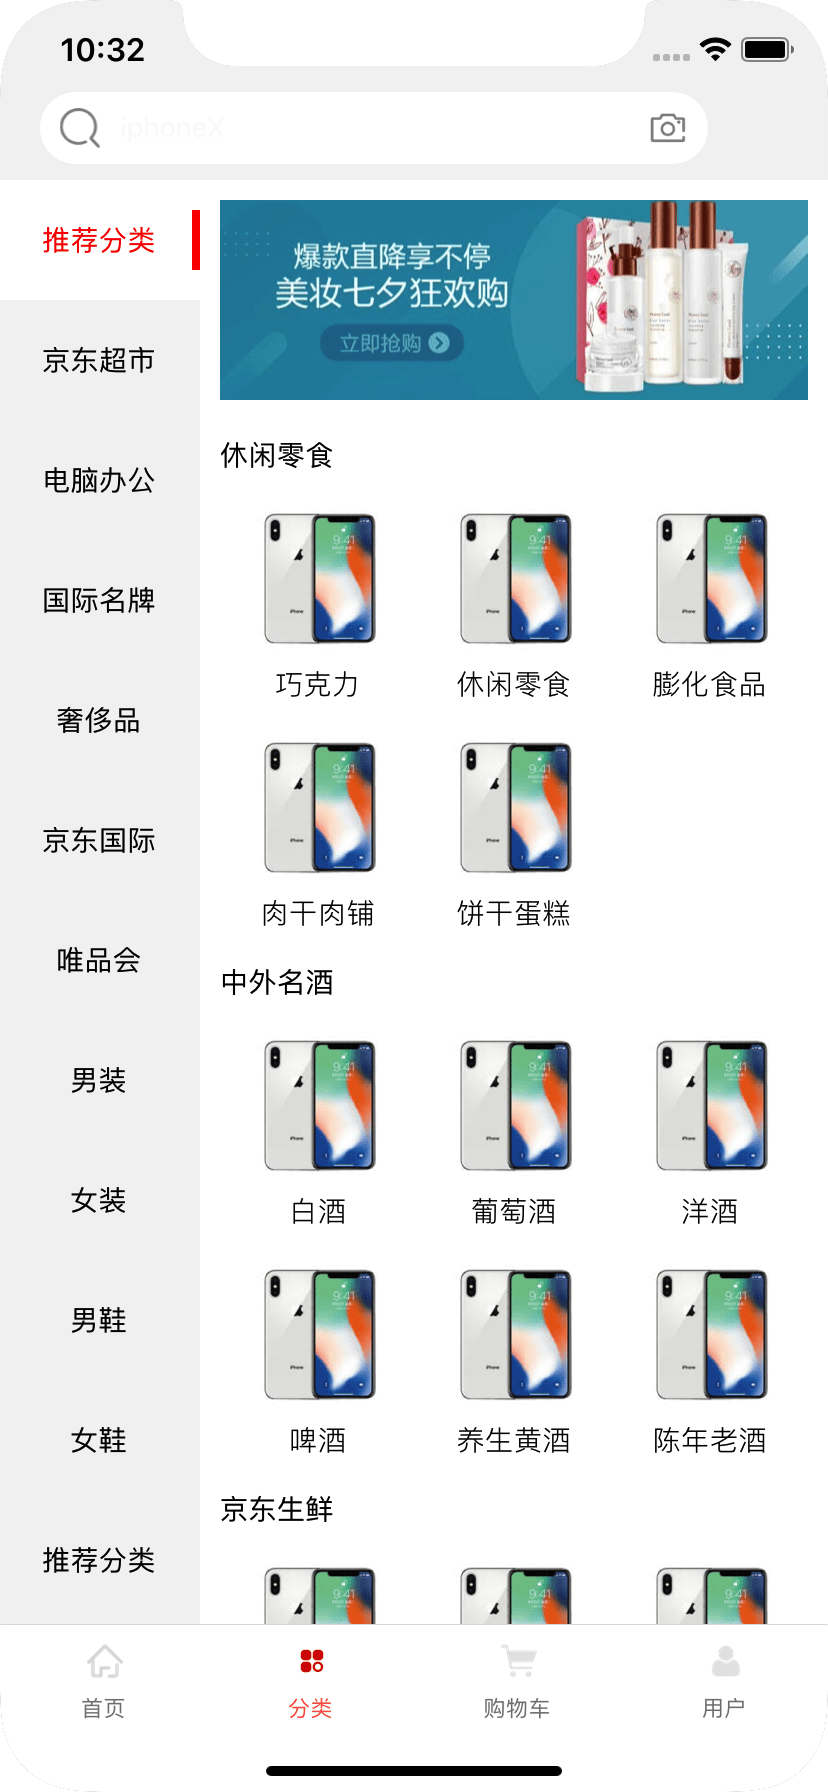 10:32
iphoneX
推荐分类
京东超市
电脑办公
国际名牌
奢侈品
京东国际
唯品会
男装
女装
男鞋
女鞋
推荐分类
爆款直降享不停
美妆七夕狂欢购
立即抢购
休闲零食
巧克力
休闲零食
膨化食品
肉干肉铺
饼干蛋糕
中外名酒
白酒
葡萄酒
洋酒
啤酒
养生黄酒
陈年老酒
京东生鲜
首页
分类
购物车
用户